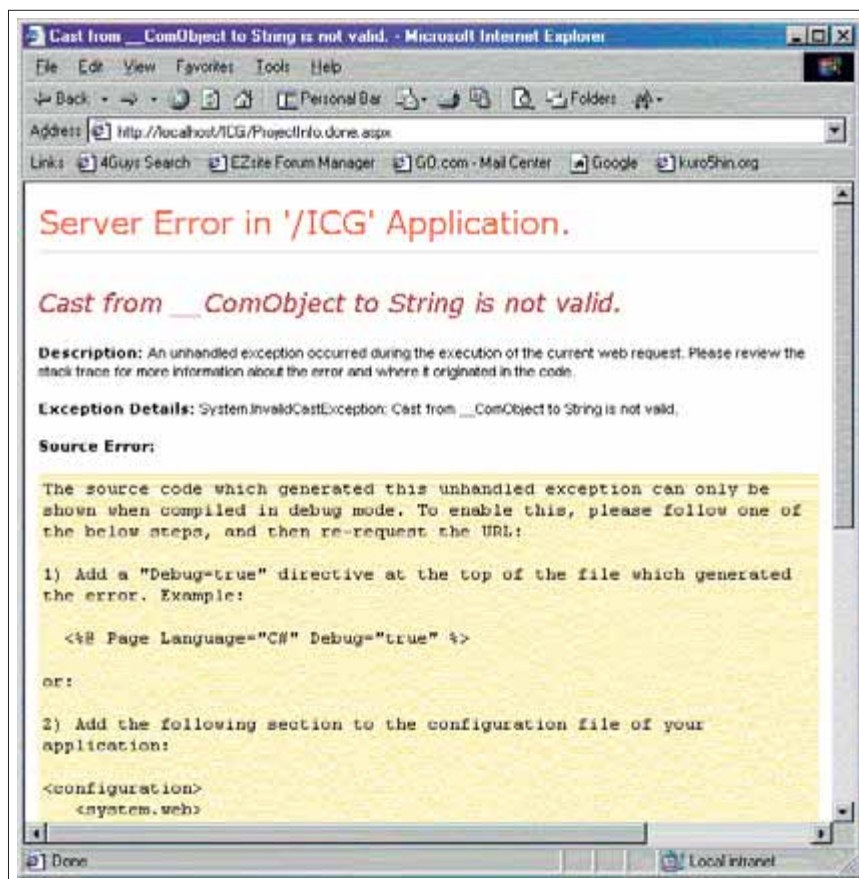 Cast from __ComObject to String is not valid. - Microsoft Internet Explorer
File Edit View Favorites Tools Help
Back Personal Bar Folders
Address http://localhost/ICG/ProjectInfo.done.aspx
Links 4Guys Search EZsite Forum Manager GO.com - Mail Center Google kuro5hin.org
Server Error in '/ICG' Application.
Cast from __ComObject to String is not valid.
Description: An unhandled exception occurred during the execution of the current web request. Please review the
stack trace for more information about the error and where it originated in the code.
Exception Details: System.InvalidCastException: Cast from __ComObject to String is not valid.
Source Error:
The source code which generated this unhandled exception can only be
shown when compiled in debug mode. To enable this, please follow one of
the below steps, and then re-request the URL:
1) Add a "Debug=true" directive at the top of the file which generated
the error. Example:
<%@ Page Language="C#" Debug="true" %>
or:
2) Add the following section to the configuration file of your
application:
<configuration>
<system.web>
Done Local intranet